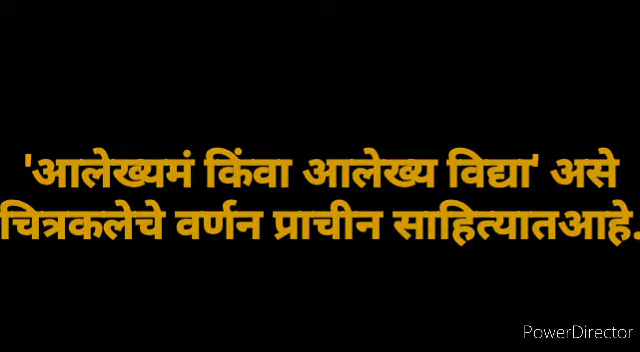 'आलेख्यमं किंवा आलेख्य विद्या' असे
चित्रकलेचे वर्णन प्राचीन साहित्यातआहे.
PowerDirector